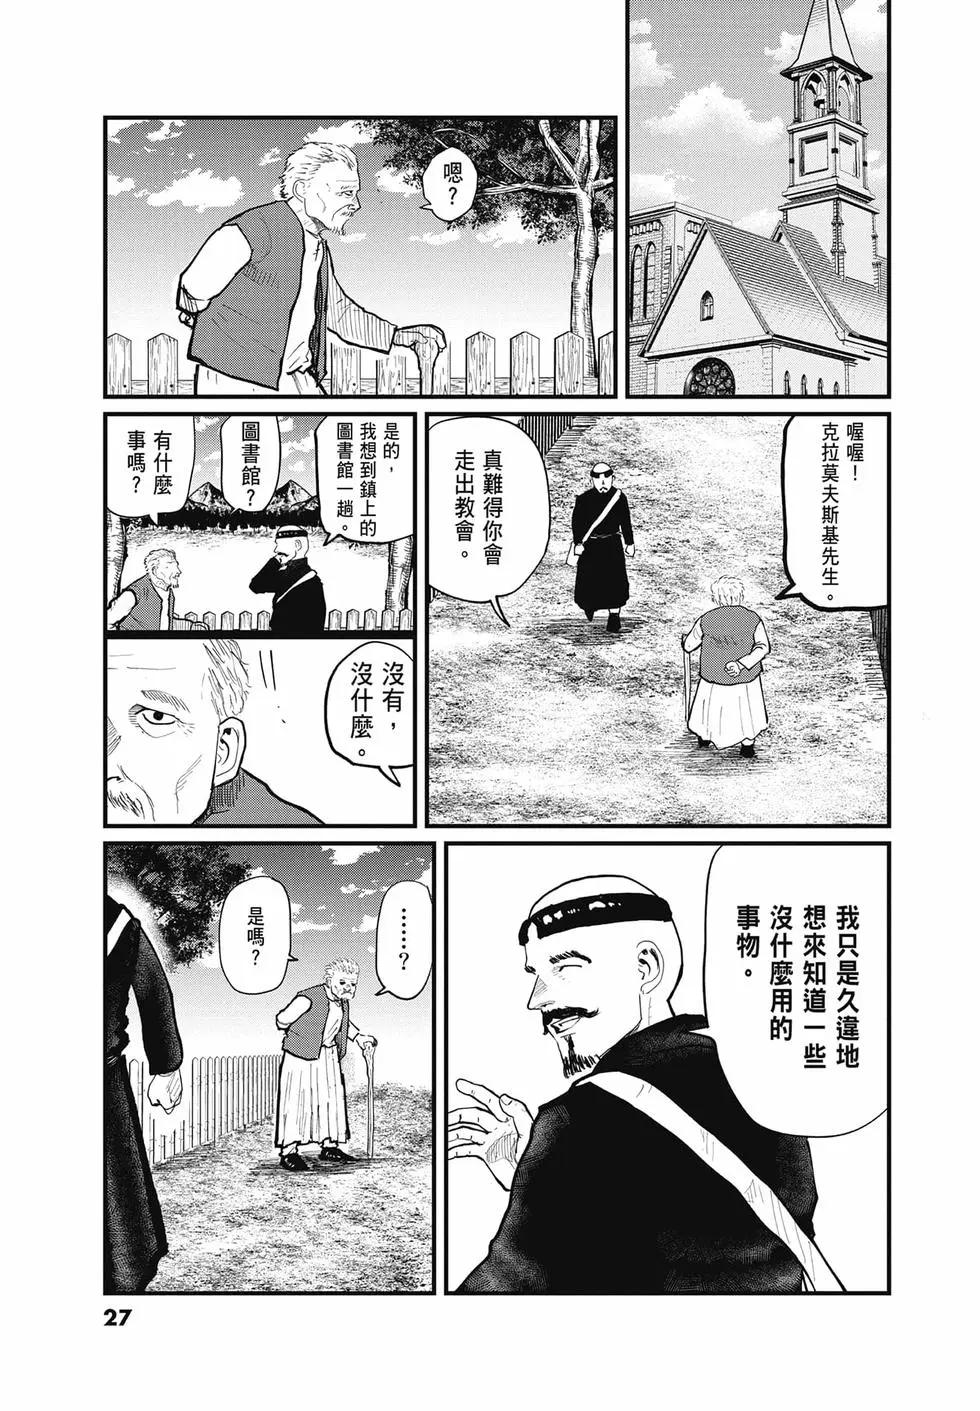 嗯？
喔喔！
克拉莫夫斯基先生。
真難得你會
走出教會。
是的，
我想到鎮上的
圖書館一趟。
圖書館？
有什麼
事嗎？
沒有，
沒什麼。
我只是久違地
想來知道一些
沒什麼用的
事物。
……？
是嗎？
27